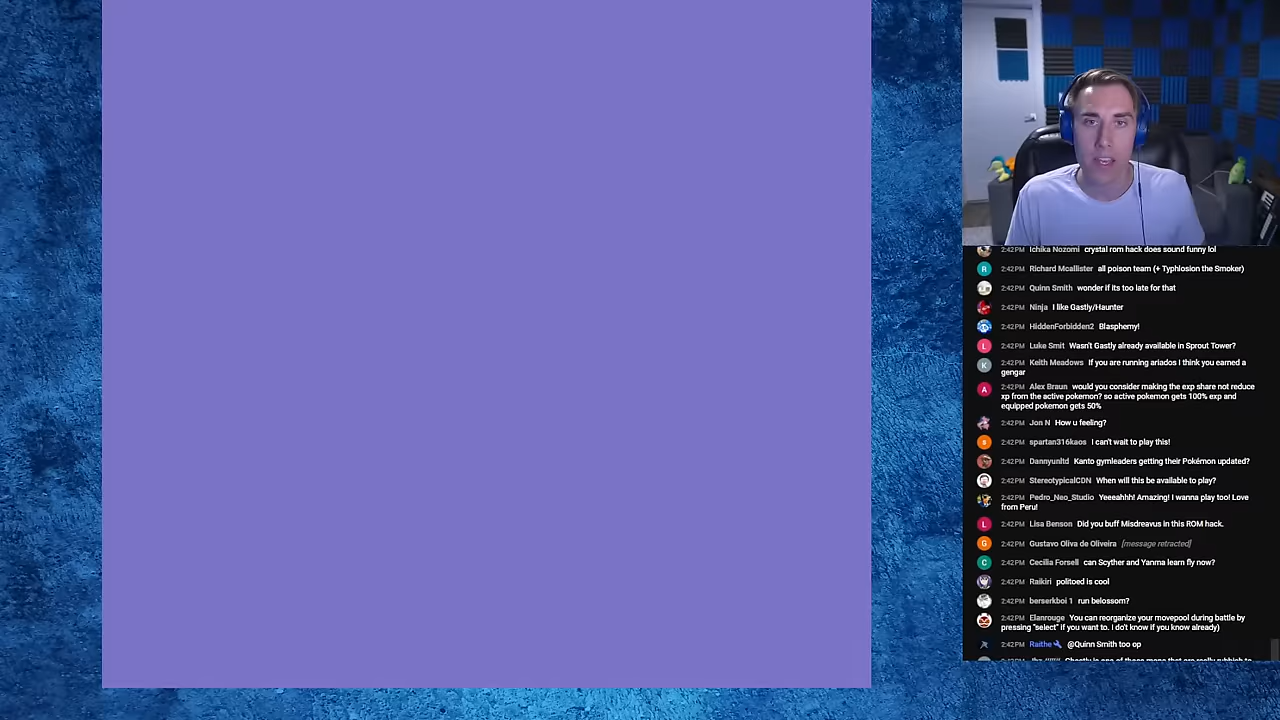 2:42PM Ichika Nozomi crystal rom hack does sound funny lol
R 2:42PM Richard Mcallister all poison team (+ Typhlosion the Smoker)
2:42PM Quinn Smith wonder if its too late for that
2:42PM Ninja I like Gastly/Haunter
2:42PM HiddenForbidden2 Blasphemy!
L 2:42PM Luke Smit Wasn't Gastly already available in Sprout Tower?
K 2:42PM Keith Meadows If you are running ariados I think you earned a
gengar
A 2:42PM Alex Braun would you consider making the exp share not reduce
xp from the active pokemon? so active pokemon gets 100% exp and
equipped pokemon gets 50%
2:42PM Jon N How u feeling?
s 2:42PM spartan316kaos I can't wait to play this!
2:42PM Dannyunltd Kanto gymleaders getting their Pokémon updated?
2:42PM StereotypicalCDN When will this be available to play?
2:42PM Pedro_Neo_Studio Yeeeahhh! Amazing! I wanna play too! Love
from Peru!
L 2:42PM Lisa Benson Did you buff Misdreavus in this ROM hack.
G 2:42PM Gustavo Oliva de Oliveira [message retracted]
C 2:42PM Cecilia Forsell can Scyther and Yanma learn fly now?
2:42PM Raikiri politoed is cool
2:42PM berserkboi 1 run belossom?
2:42PM Elanrouge You can reorganize your movepool during battle by
pressing "select" if you want to. I do't know if you know already)
2:42PM Raithe @Quinn Smith too op